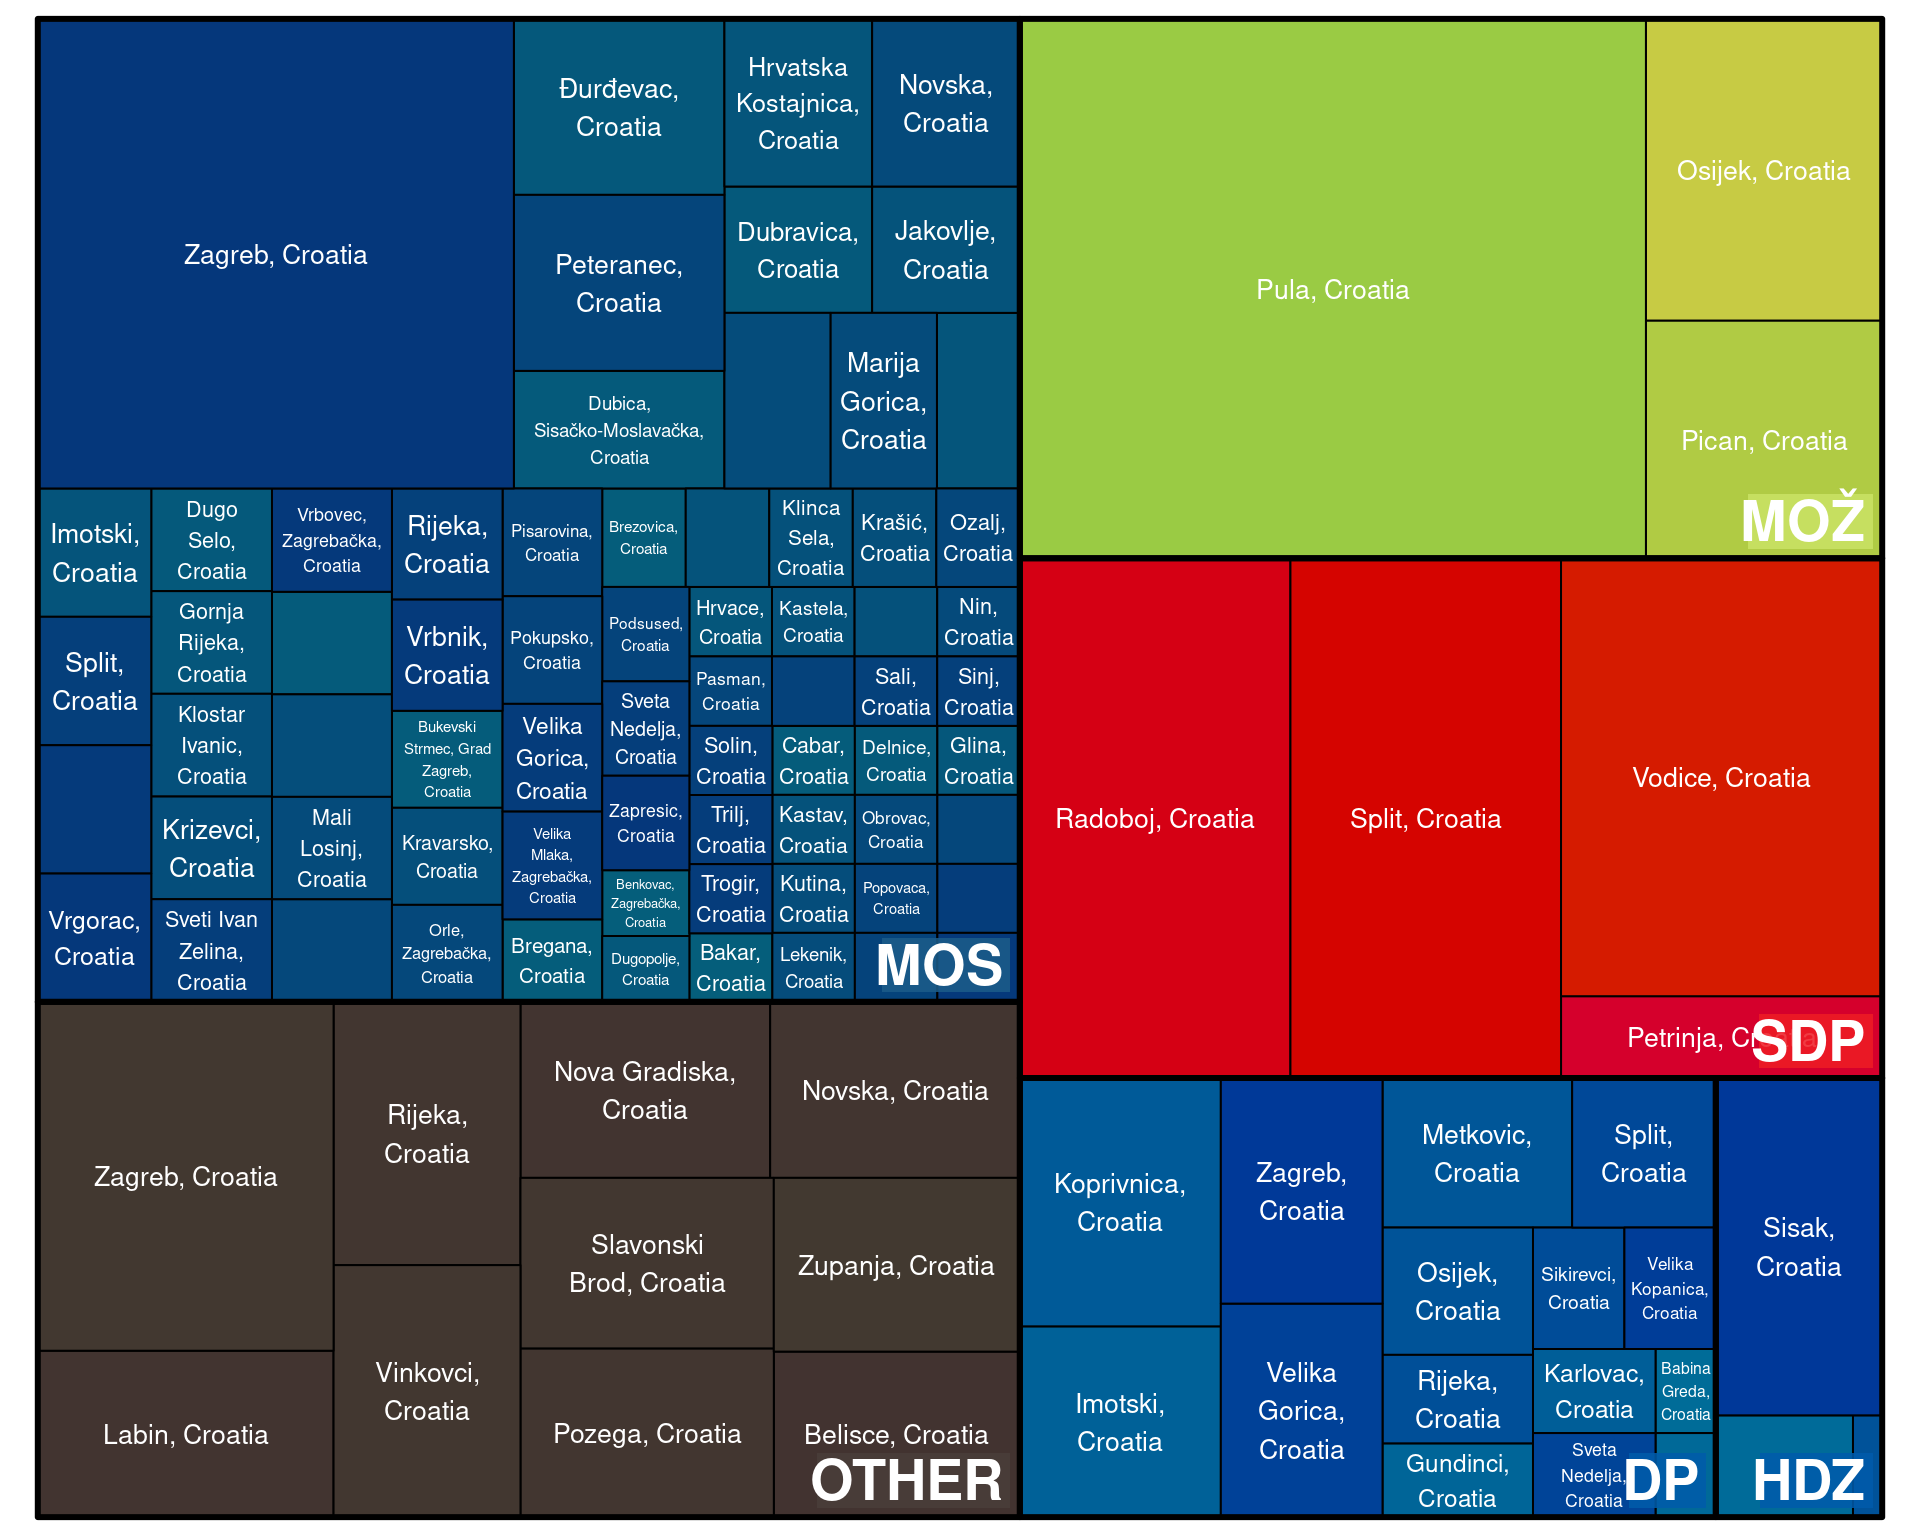 Zagreb, Croatia
Đurđevac,
Croatia
Peteranec,
Croatia
Dubica,
Sisačko-Moslavačka,
Croatia
Hrvatska
Kostajnica,
Croatia
Novska,
Croatia
Dubravica,
Croatia
Jakovlje,
Croatia
Marija
Gorica,
Croatia
Imotski,
Croatia
Split,
Croatia
Vrgorac,
Croatia
Dugo
Selo,
Croatia
Gornja
Rijeka,
Croatia
Klostar
Ivanic,
Croatia
Krizevci,
Croatia
Sveti Ivan
Zelina,
Croatia
Vrbovec,
Zagrebačka,
Croatia
Mali
Losinj,
Croatia
Rijeka,
Croatia
Vrbnik,
Croatia
Bukevski
Strmec, Grad
Zagreb,
Croatia
Kravarsko,
Croatia
Orle,
Zagrebačka,
Croatia
Pisarovina,
Croatia
Pokupsko,
Croatia
Velika
Gorica,
Croatia
Velika
Mlaka,
Zagrebačka,
Croatia
Bregana,
Croatia
Brezovica,
Croatia
Podsused,
Croatia
Sveta
Nedelja,
Croatia
Zapresic,
Croatia
Benkovac,
Zagrebačka,
Croatia
Dugopolje,
Croatia
Klinca
Sela,
Croatia
Krašić,
Croatia
Ozalj,
Croatia
Hrvace,
Croatia
Kastela,
Croatia
Nin,
Croatia
Pasman,
Croatia
Sali,
Croatia
Sinj,
Croatia
Solin,
Croatia
Cabar,
Croatia
Delnice,
Croatia
Glina,
Croatia
Trilj,
Croatia
Kastav,
Croatia
Obrovac,
Croatia
Trogir,
Croatia
Kutina,
Croatia
Popovaca,
Croatia
Bakar,
Croatia
Lekenik,
Croatia
MOS
Pula, Croatia
Osijek, Croatia
Pican, Croatia
MOŽ
Radoboj, Croatia
Split, Croatia
Vodice, Croatia
Petrinja, Croatia
SDP
Zagreb, Croatia
Labin, Croatia
Rijeka,
Croatia
Vinkovci,
Croatia
Nova Gradiska,
Croatia
Novska, Croatia
Slavonski
Brod, Croatia
Zupanja, Croatia
Pozega, Croatia
Belisce, Croatia
OTHER
Koprivnica,
Croatia
Imotski,
Croatia
Zagreb,
Croatia
Velika
Gorica,
Croatia
Metkovic,
Croatia
Split,
Croatia
Osijek,
Croatia
Sikirevci,
Croatia
Velika
Kopanica,
Croatia
Rijeka,
Croatia
Karlovac,
Croatia
Babina
Greda,
Croatia
Gundinci,
Croatia
Sveta
Nedelja,
Croatia
DP
Sisak,
Croatia
HDZ